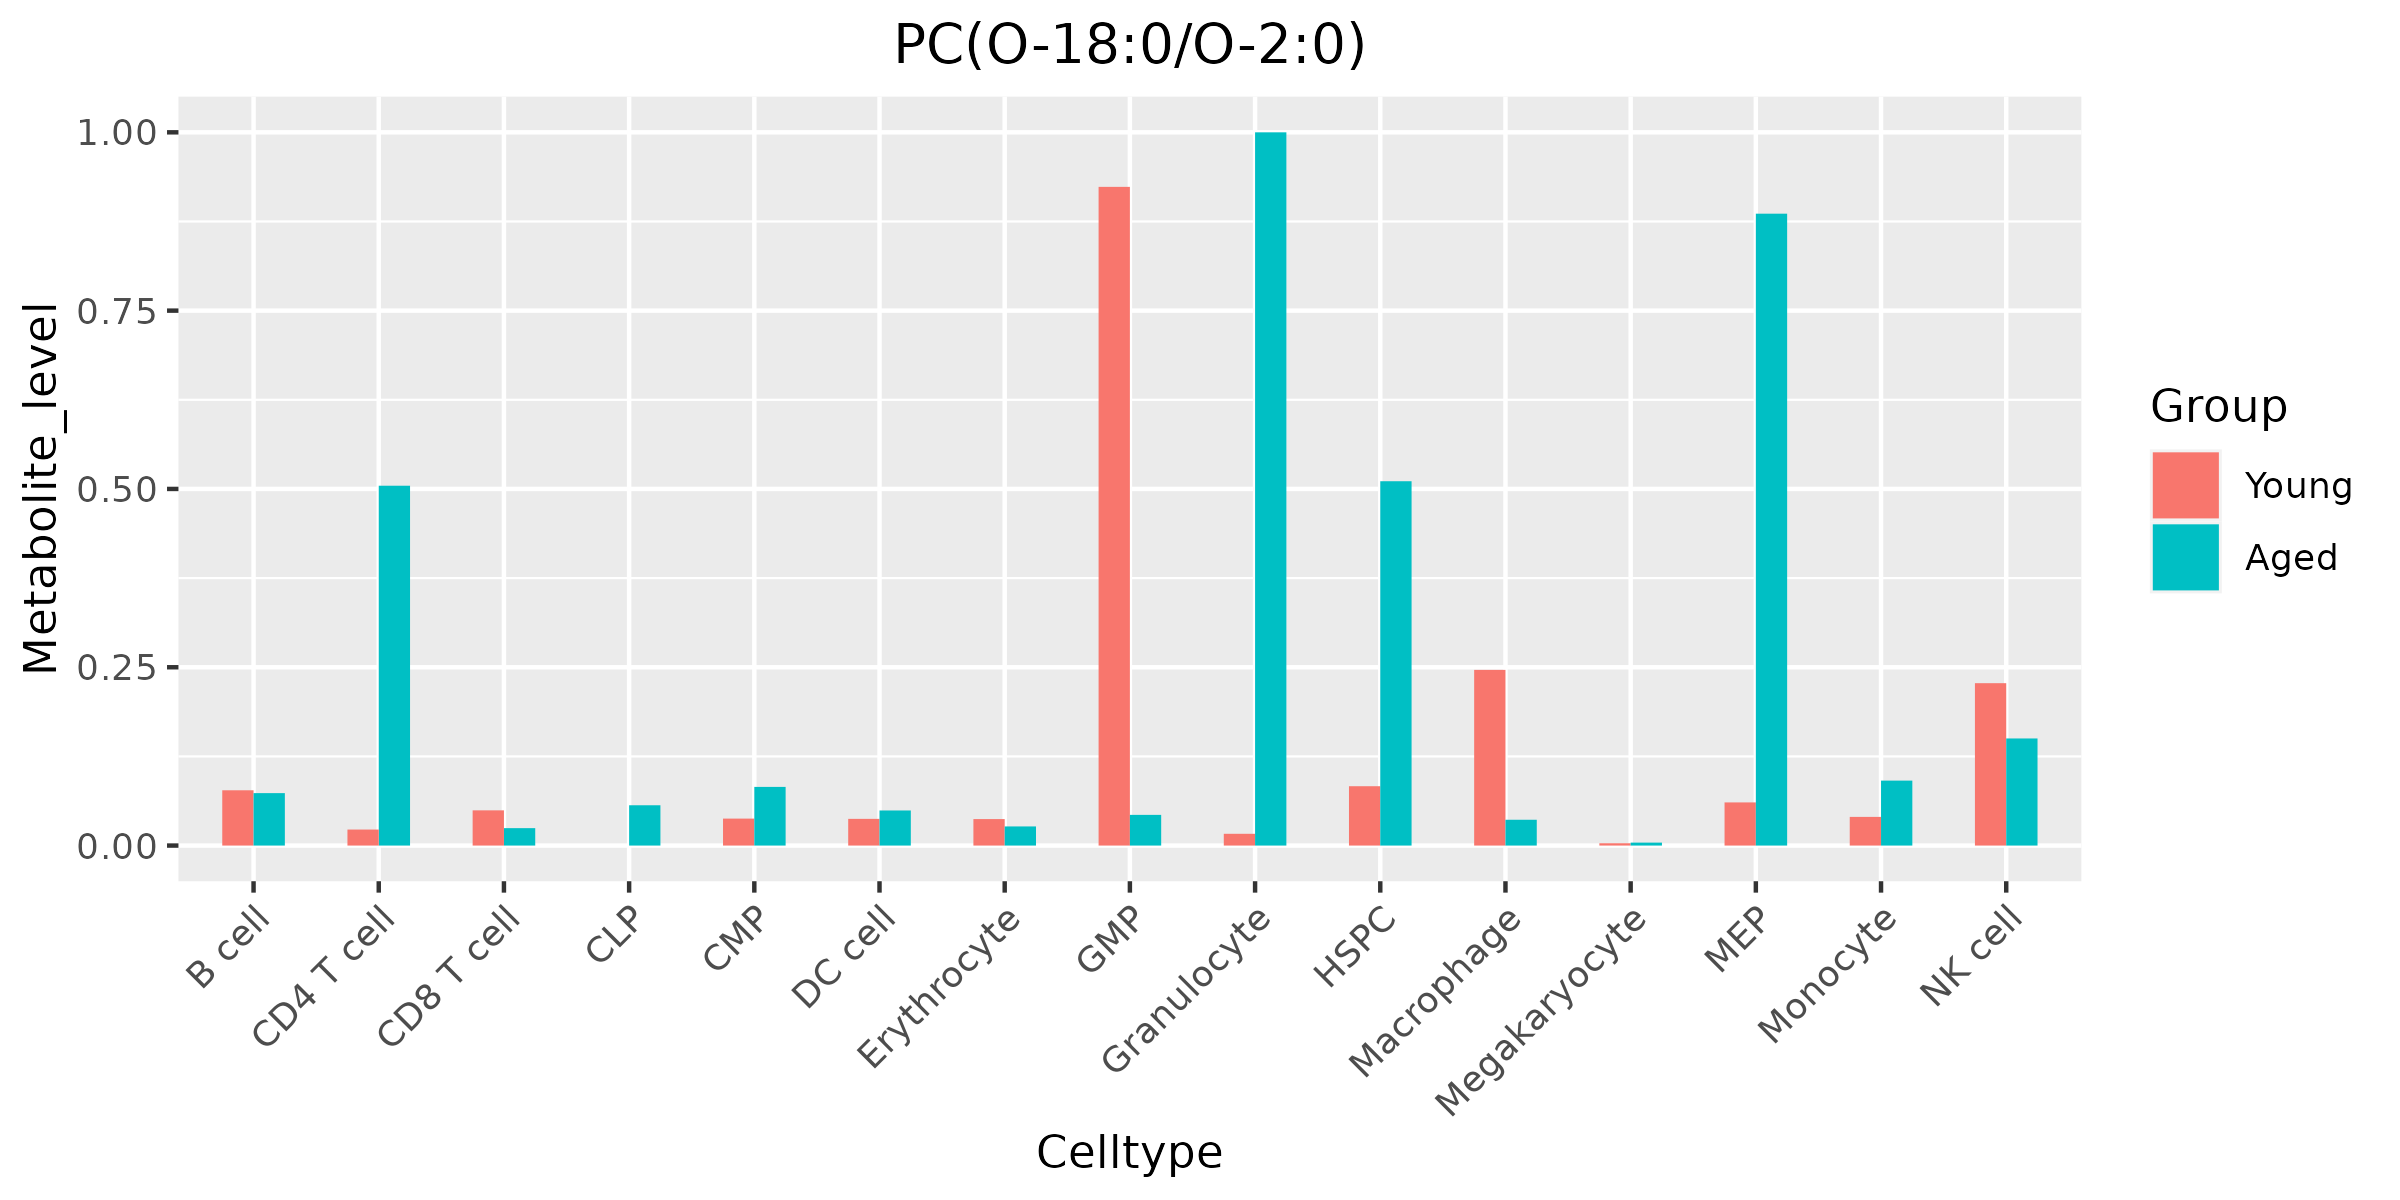 PC(O-18:0/O-2:0)
Metabolite_level
1.00
0.75
0.50
0.25
0.00
B cell
CD4 T cell
CD8 T cell
CLP
CMP
DC cell
Erythrocyte
GMP
Granulocyte
HSPC
Macrophage
Megakaryocyte
MEP
Monocyte
NK cell
Celltype
Group
Young
Aged